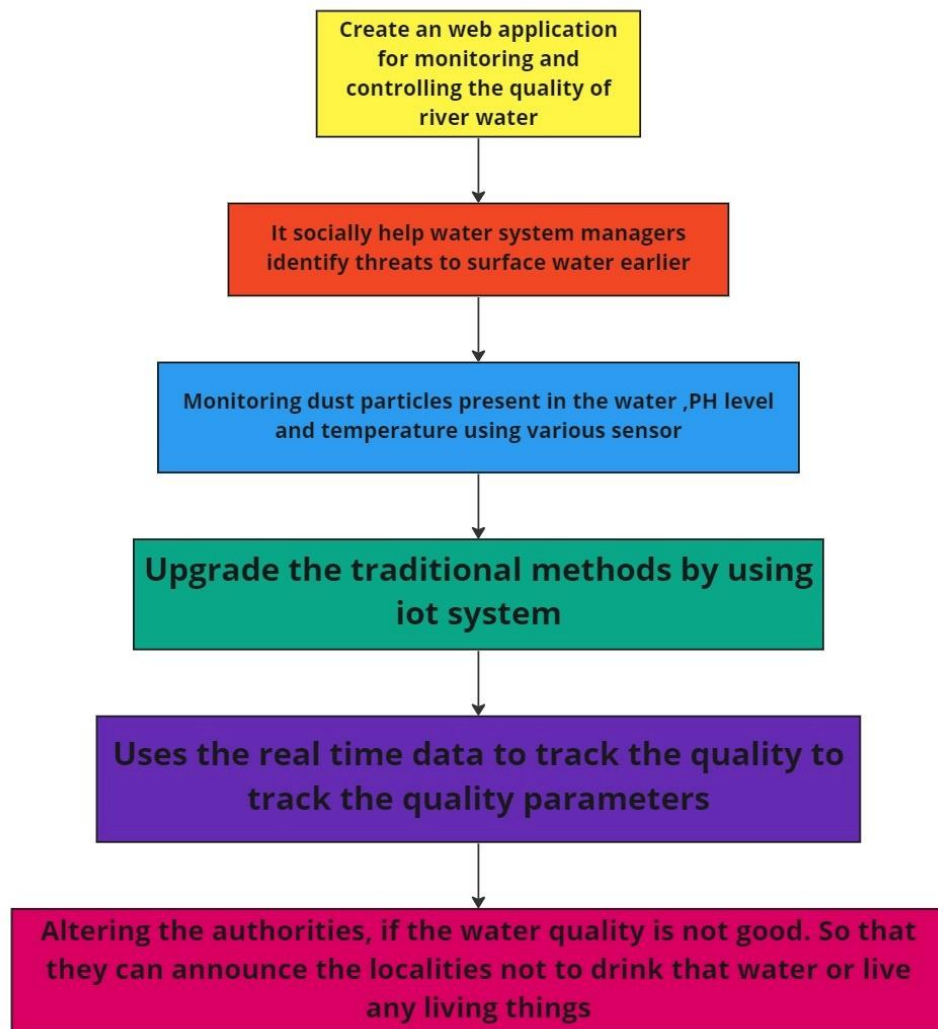 Create an web application
for monitoring and
controlling the quality of
river water
It socially help water system managers
identify threats to surface water earlier
Monitoring dust particles present in the water ,PH level
and temperature using various sensor
Upgrade the traditional methods by using
iot system
Uses the real time data to track the quality to
track the quality parameters
Altering the authorities, if the water quality is not good. So that
they can announce the localities not to drink that water or live
any living things